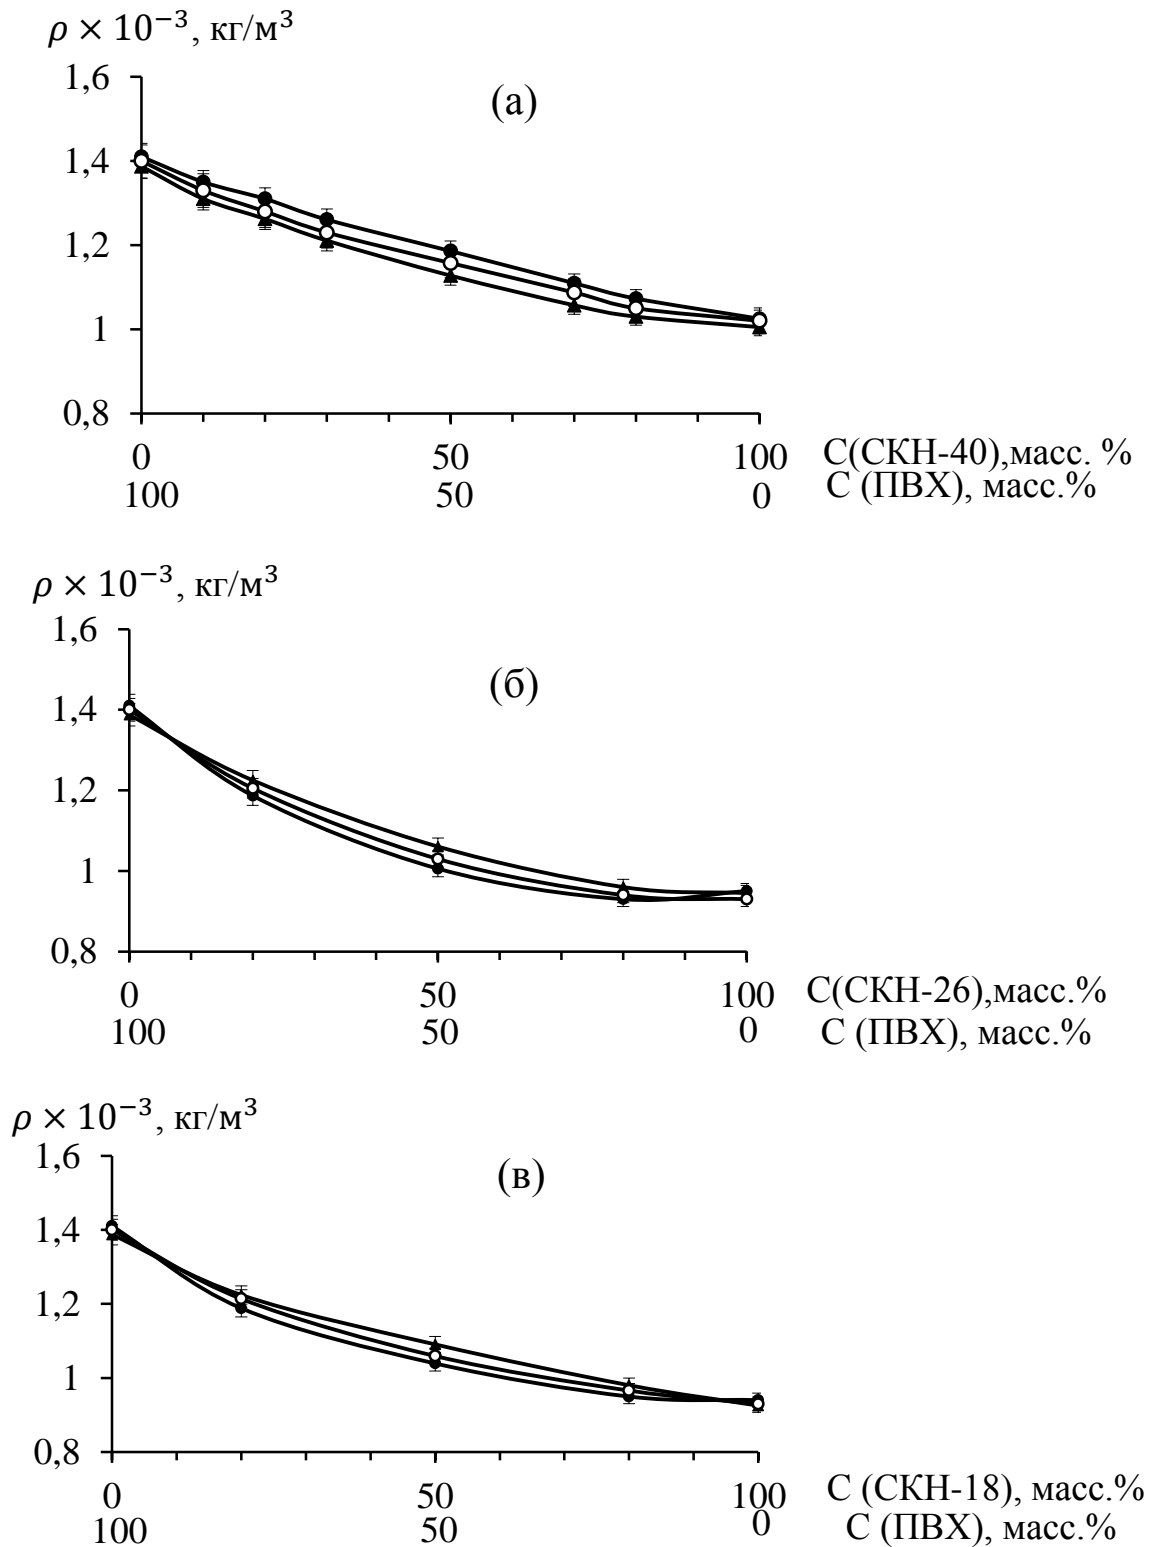 𝜌 × 10⁻³, кг/м³
(а)
1,6
1,4
1,2
1
0,8
0 50 100 С(СКН-40),масс. %
100 50 0 С (ПВХ), масс.%
𝜌 × 10⁻³, кг/м³
(б)
1,6
1,4
1,2
1
0,8
0 50 100 С(СКН-26),масс.%
100 50 0 С (ПВХ), масс.%
𝜌 × 10⁻³, кг/м³
(в)
1,6
1,4
1,2
1
0,8
0 50 100 С (СКН-18), масс.%
100 50 0 С (ПВХ), масс.%